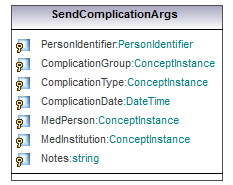 SendComplicationArgs
PersonIdentifier:PersonIdentifier
ComplicationGroup:ConceptInstance
ComplicationType:ConceptInstance
ComplicationDate:DateTime
MedPerson:ConceptInstance
MedInstitution:ConceptInstance
Notes:string